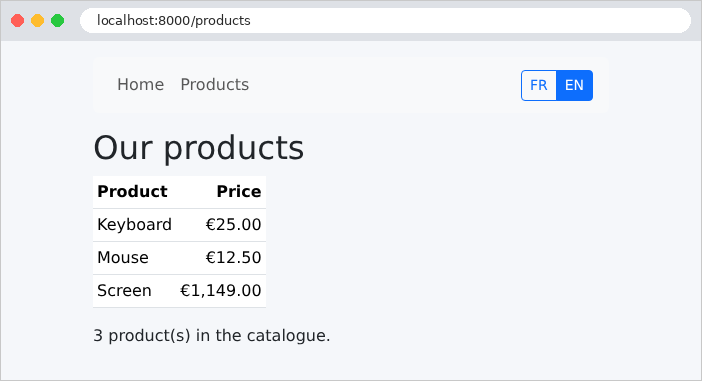 localhost:8000/products
Home Products FR EN
Our products
Product Price
Keyboard €25.00
Mouse €12.50
Screen €1,149.00
3 product(s) in the catalogue.